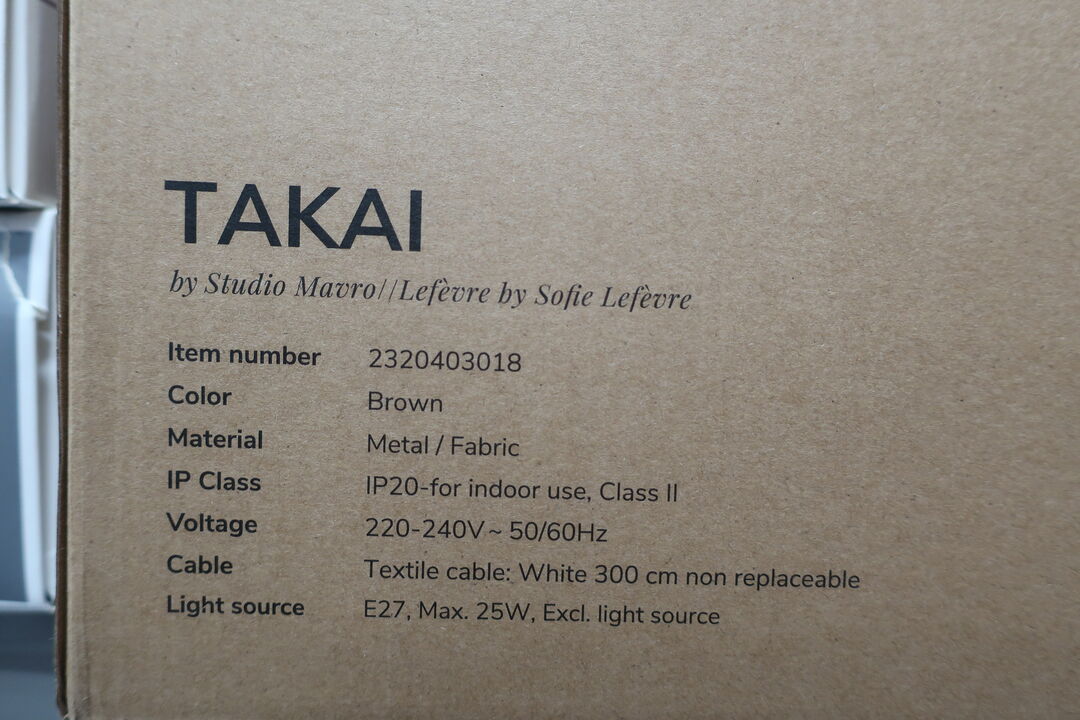 TAKAI
by Studio Mavro//Lefèvre by Sofie Lefèvre
Item number 2320403018
Color Brown
Material Metal / Fabric
IP Class IP20-for indoor use, Class II
Voltage 220-240V ~ 50/60Hz
Cable Textile cable: White 300 cm non replaceable
Light source E27, Max. 25W, Excl. light source